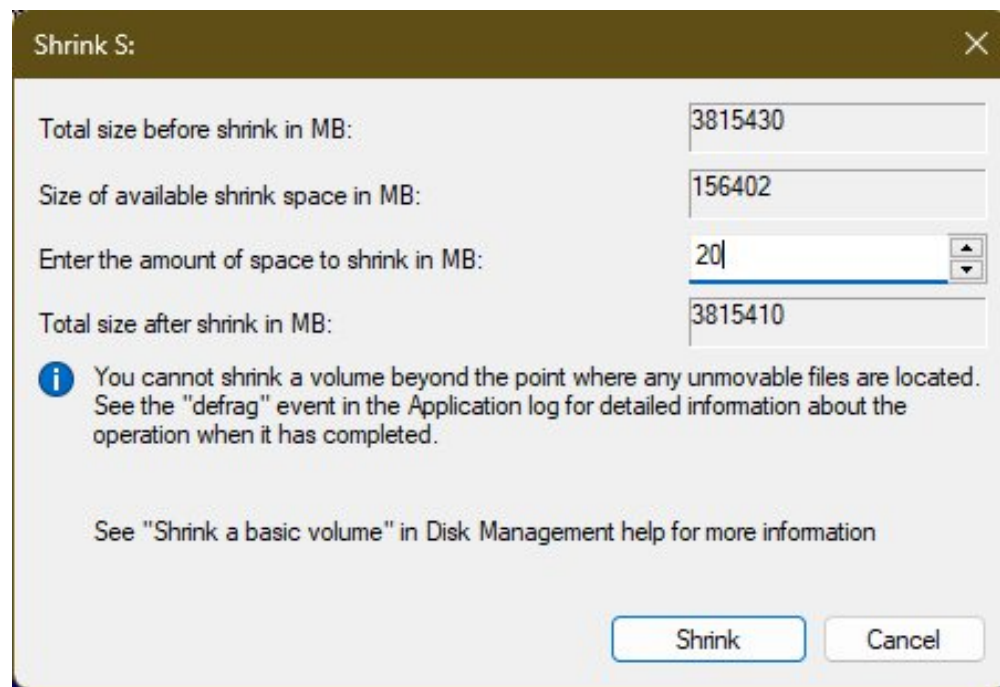 Shrink S:
Total size before shrink in MB: 3815430
Size of available shrink space in MB: 156402
Enter the amount of space to shrink in MB: 20
Total size after shrink in MB: 3815410
You cannot shrink a volume beyond the point where any unmovable files are located.
See the "defrag" event in the Application log for detailed information about the
operation when it has completed.
See "Shrink a basic volume" in Disk Management help for more information
Shrink Cancel